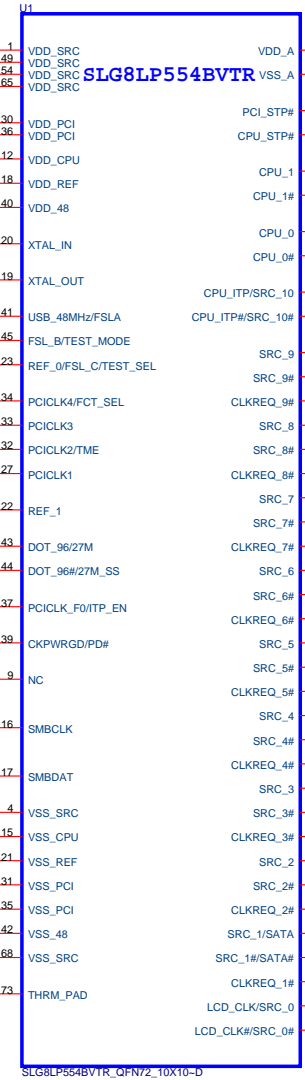 U1
SLG8LP554BVTR
1 VDD_SRC
49 VDD_SRC
54 VDD_SRC
65 VDD_SRC
30 VDD_PCI
36 VDD_PCI
12 VDD_CPU
18 VDD_REF
40 VDD_48
20 XTAL_IN
19 XTAL_OUT
41 USB_48MHz/FSLA
45 FSL_B/TEST_MODE
23 REF_0/FSL_C/TEST_SEL
34 PCICLK4/FCT_SEL
33 PCICLK3
32 PCICLK2/TME
27 PCICLK1
22 REF_1
43 DOT_96/27M
44 DOT_96#/27M_SS
37 PCICLK_F0/ITP_EN
39 CKPWRGD/PD#
9 NC
16 SMBCLK
17 SMBDAT
4 VSS_SRC
15 VSS_CPU
21 VSS_REF
31 VSS_PCI
35 VSS_PCI
42 VSS_48
68 VSS_SRC
73 THRM_PAD
VDD_A
VSS_A
PCI_STP#
CPU_STP#
CPU_1
CPU_1#
CPU_0
CPU_0#
CPU_ITP/SRC_10
CPU_ITP#/SRC_10#
SRC_9
SRC_9#
CLKREQ_9#
SRC_8
SRC_8#
CLKREQ_8#
SRC_7
SRC_7#
CLKREQ_7#
SRC_6
SRC_6#
CLKREQ_6#
SRC_5
SRC_5#
CLKREQ_5#
SRC_4
SRC_4#
CLKREQ_4#
SRC_3
SRC_3#
CLKREQ_3#
SRC_2
SRC_2#
CLKREQ_2#
SRC_1/SATA
SRC_1#/SATA#
CLKREQ_1#
LCD_CLK/SRC_0
LCD_CLK#/SRC_0#
SLG8LP554BVTR_QFN72_10X10~D